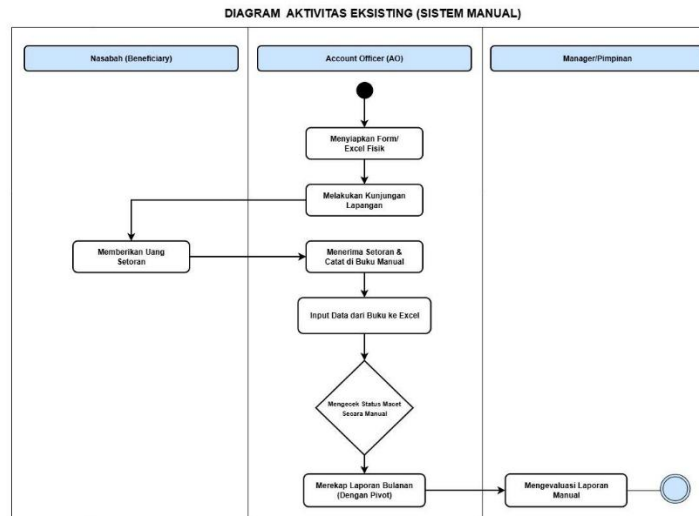 DIAGRAM AKTIVITAS EKSISTING (SISTEM MANUAL)
Nasabah (Beneficiary)
Account Officer (AO)
Manager/Pimpinan
Menyiapkan Form/
Excel Fisik
Melakukan Kunjungan
Lapangan
Memberikan Uang
Setoran
Menerima Setoran &
Catat di Buku Manual
Input Data dari Buku ke Excel
Mengecek Status Macet
Secara Manual
Merekap Laporan Bulanan
(Dengan Pivot)
Mengevaluasi Laporan
Manual